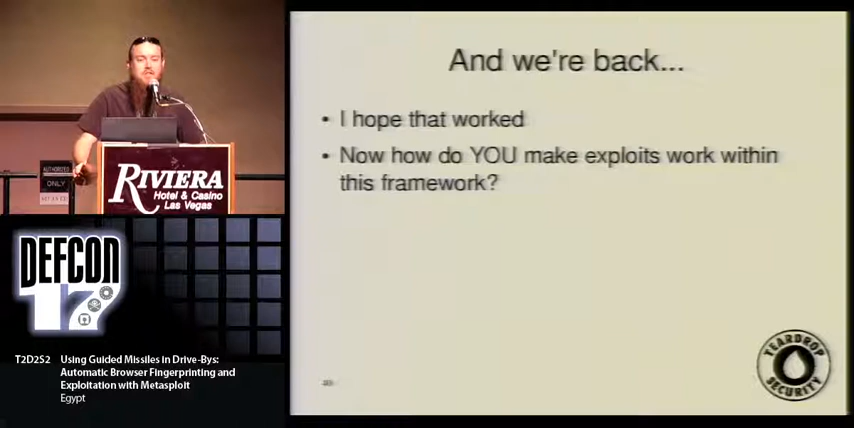 And we're back...
• I hope that worked
• Now how do YOU make exploits work within
this framework?
TEARDROP
SECURITY
AUTHORIZED
ONLY
RIVIERA
Hotel & Casino
Las Vegas
DEFCON
17
T2D252 Using Guided Missiles in Drive-Bys:
Automatic Browser Fingerprinting and
Exploitation with Metasploit
Egypt